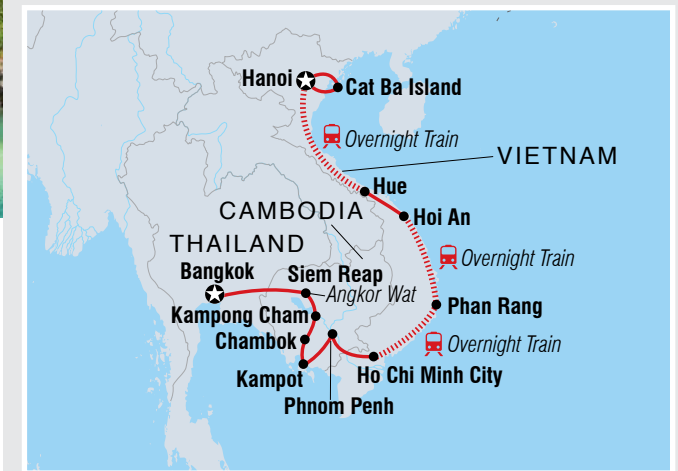 Hanoi
Cat Ba Island
Overnight Train
VIETNAM
Hue
CAMBODIA
Hoi An
THAILAND
Bangkok
Siem Reap
Overnight Train
Angkor Wat
Kampong Cham
Phan Rang
Chambok
Overnight Train
Kampot
Ho Chi Minh City
Phnom Penh